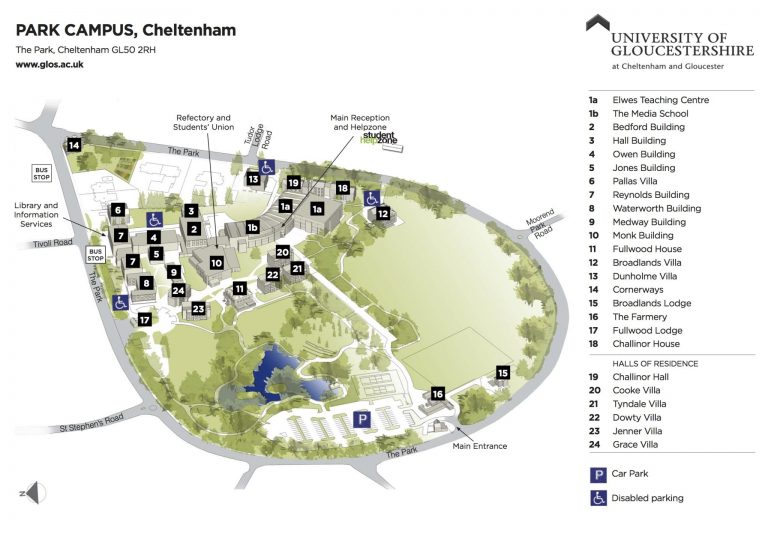 PARK CAMPUS, Cheltenham
The Park, Cheltenham GL50 2RH
www.glos.ac.uk
UNIVERSITY OF
GLOUCESTERSHIRE
at Cheltenham and Gloucester
Refectory and
Students' Union
Tudor
Lodge
Road
Main Reception
and Helpzone
student
helpzone
The Park
14
13
19
18
BUS
STOP
Library and
Information
Services
6
3
1a
1a
12
Moorend
Park
Road
Tivoli Road
7
4
2
1b
BUS
STOP
5
20
7
9
10
21
22
The Park
8
24
11
23
17
15
16
St Stephen's Road
P
Main Entrance
The Park
N
1a Elwes Teaching Centre
1b The Media School
2 Bedford Building
3 Hall Building
4 Owen Building
5 Jones Building
6 Pallas Villa
7 Reynolds Building
8 Waterworth Building
9 Medway Building
10 Monk Building
11 Fullwood House
12 Broadlands Villa
13 Dunholme Villa
14 Cornerways
15 Broadlands Lodge
16 The Farmery
17 Fullwood Lodge
18 Challinor House
HALLS OF RESIDENCE
19 Challinor Hall
20 Cooke Villa
21 Tyndale Villa
22 Dowty Villa
23 Jenner Villa
24 Grace Villa
P Car Park
Disabled parking